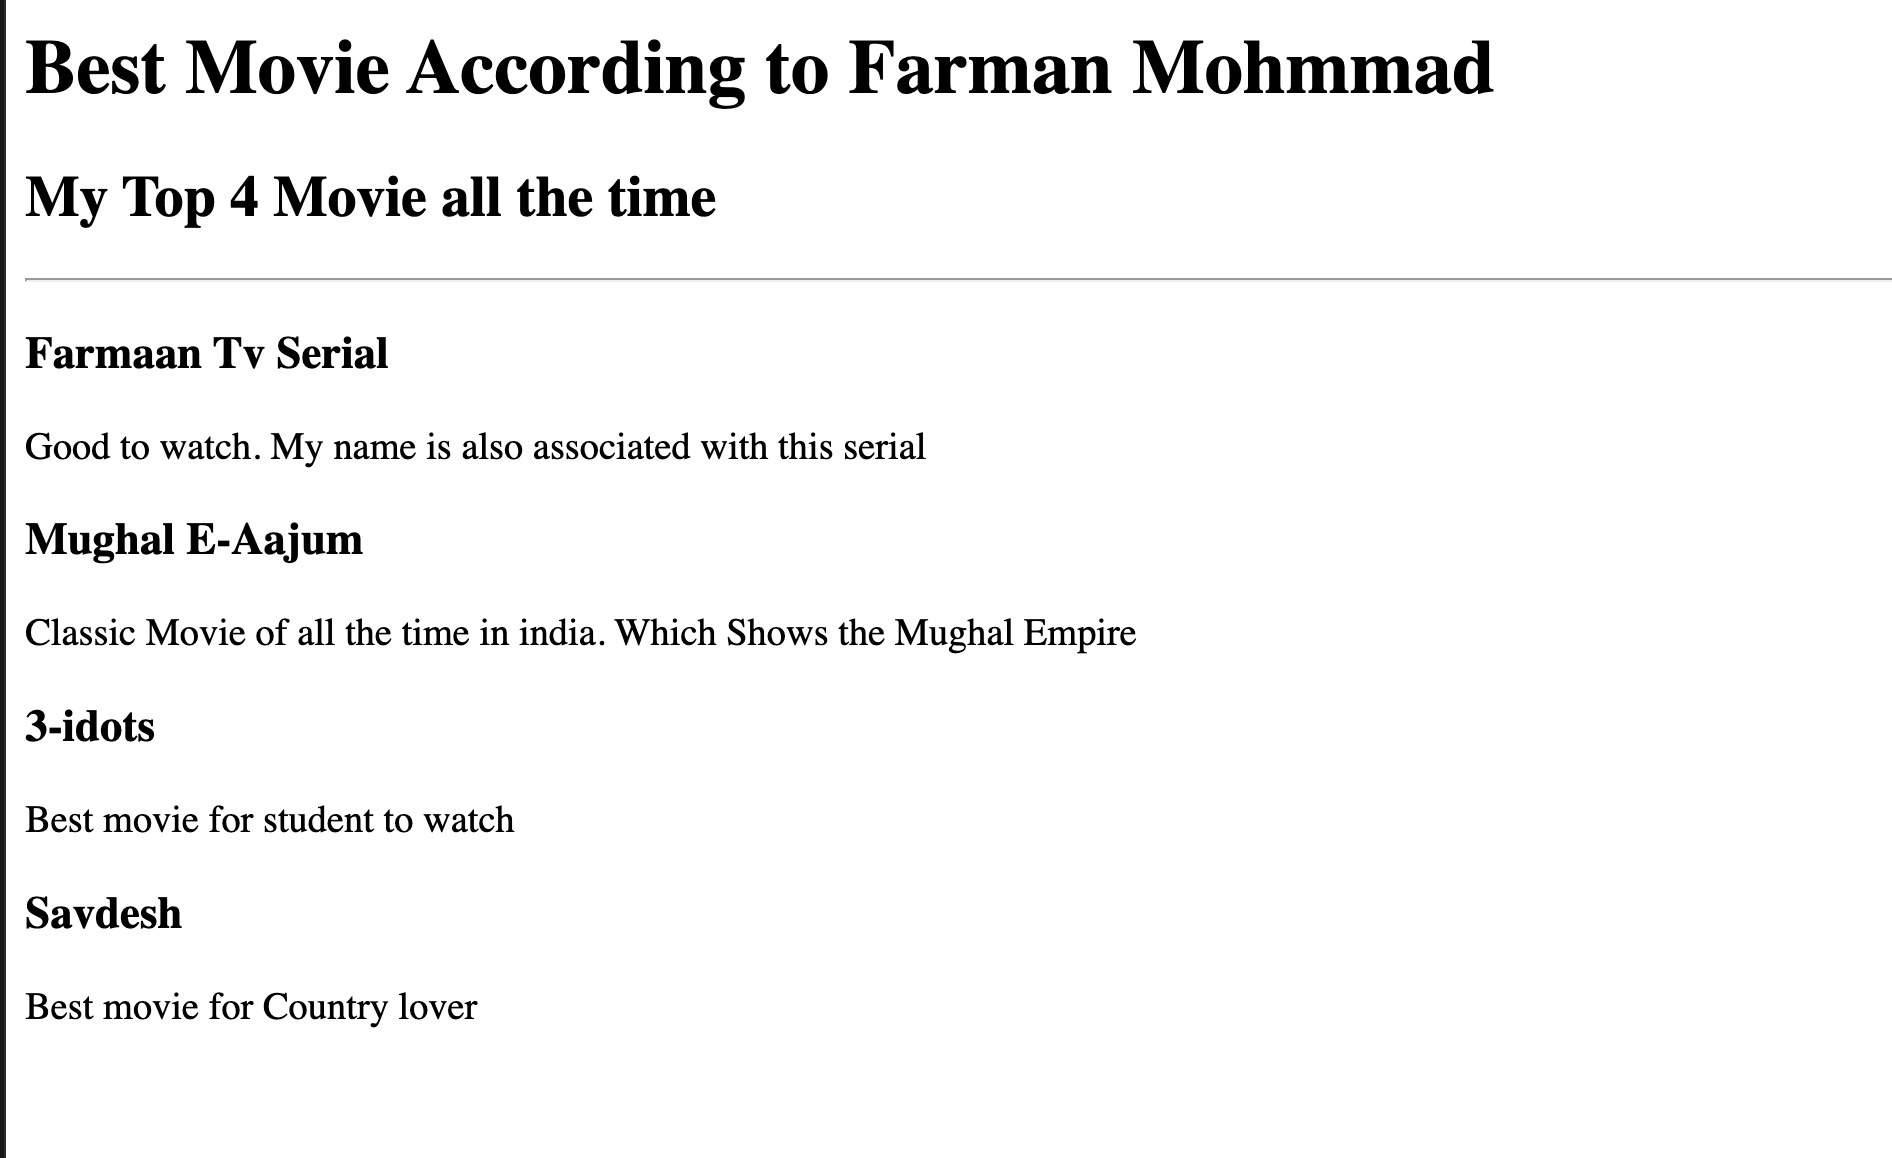 Best Movie According to Farman Mohmmad
My Top 4 Movie all the time
Farmaan Tv Serial
Good to watch. My name is also associated with this serial
Mughal E-Aajum
Classic Movie of all the time in india. Which Shows the Mughal Empire
3-idots
Best movie for student to watch
Savdesh
Best movie for Country lover